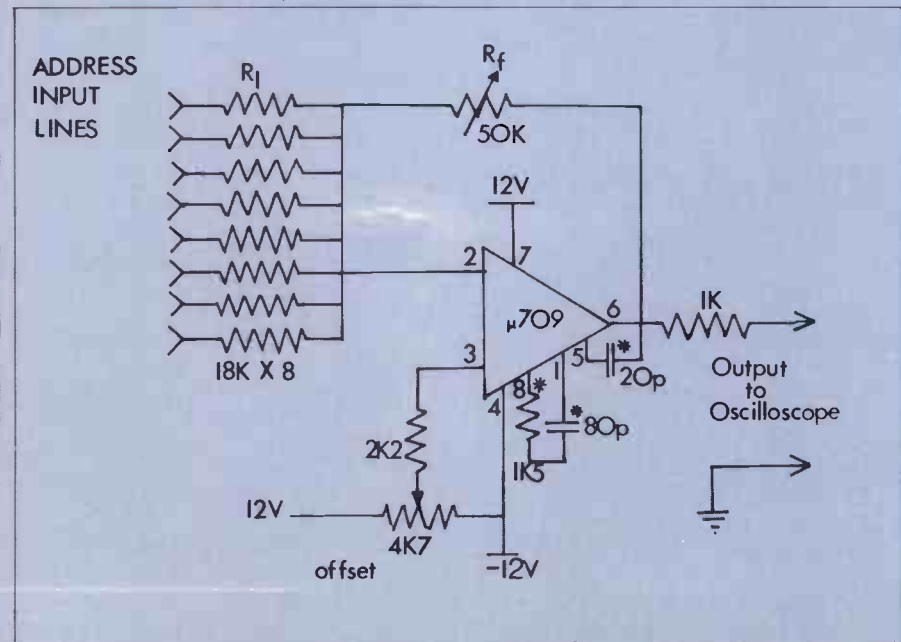 ADDRESS
INPUT
LINES
R1
Rf
50K
12V
2
7
μ709
6
1K
3
5
*
20p
Output
to
Oscilloscope
18K X 8
4
8
*
1
*
80p
2K2
1K5
12V
4K7
offset
-12V